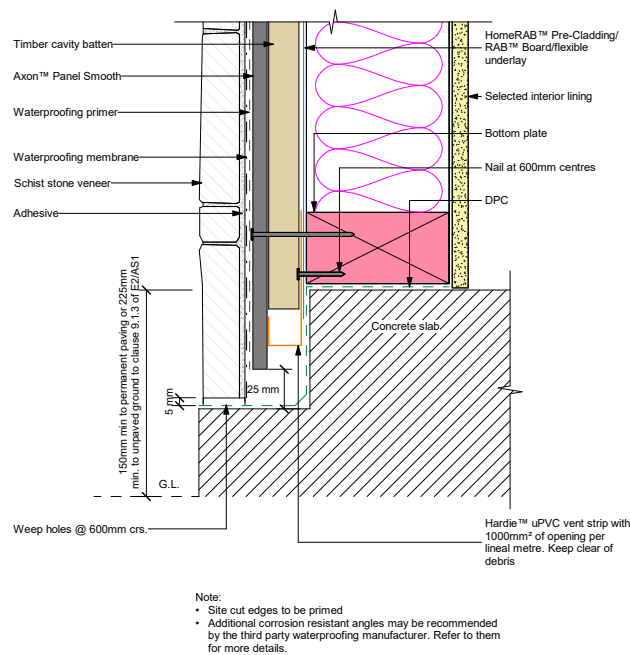 Timber cavity batten
Axon™ Panel Smooth
Waterproofing primer
Waterproofing membrane
Schist stone veneer
Adhesive
HomeRAB™ Pre-Cladding/
RAB™ Board/flexible
underlay
Selected interior lining
Bottom plate
Nail at 600mm centres
DPC
Concrete slab
25 mm
5 mm
150mm min to permanent paving or 225mm
min. to unpaved ground to clause 9.1.3 of E2/AS1
G.L.
Weep holes @ 600mm crs.
Hardie™ uPVC vent strip with
1000mm² of opening per
lineal metre. Keep clear of
debris
Note:
• Site cut edges to be primed
• Additional corrosion resistant angles may be recommended
by the third party waterproofing manufacturer. Refer to them
for more details.